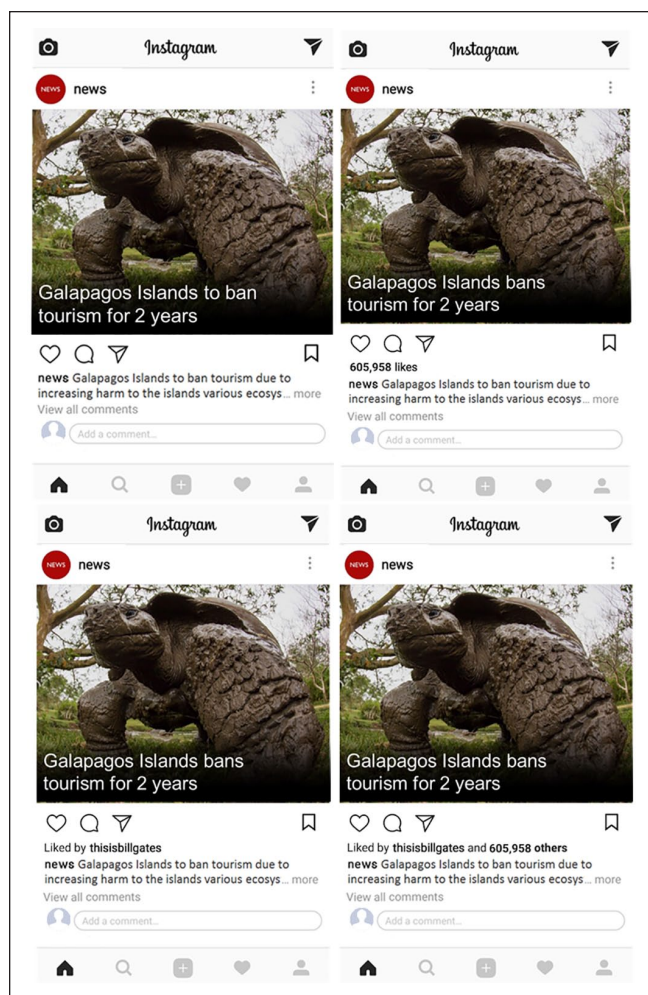 Instagram
NEWS news
Galapagos Islands to ban
tourism for 2 years
news Galapagos Islands to ban tourism due to
increasing harm to the islands various ecosys... more
View all comments
Add a comment...
Instagram
NEWS news
Galapagos Islands bans
tourism for 2 years
605,958 likes
news Galapagos Islands to ban tourism due to
increasing harm to the islands various ecosys... more
View all comments
Add a comment...
Instagram
NEWS news
Galapagos Islands bans
tourism for 2 years
Liked by thisisbillgates
news Galapagos Islands to ban tourism due to
increasing harm to the islands various ecosys... more
View all comments
Add a comment...
Instagram
NEWS news
Galapagos Islands bans
tourism for 2 years
Liked by thisisbillgates and 605,958 others
news Galapagos Islands to ban tourism due to
increasing harm to the islands various ecosys... more
View all comments
Add a comment...